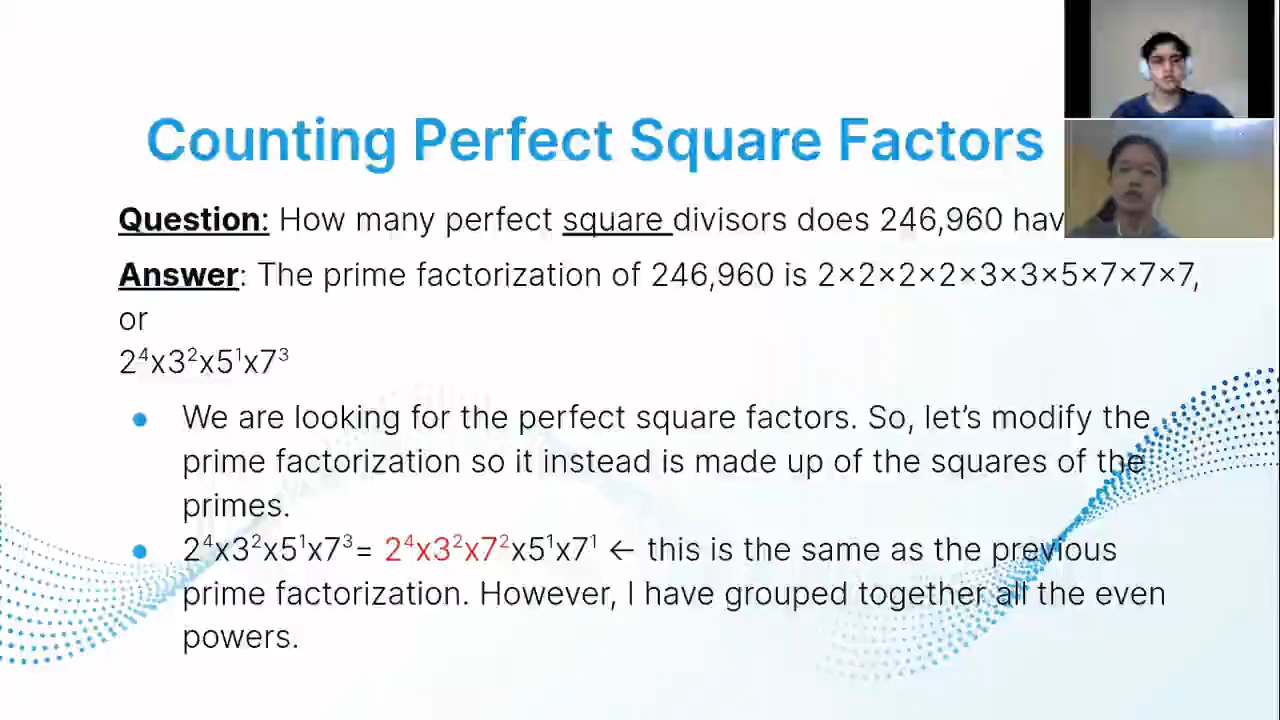 Counting Perfect Square Factors
Question: How many perfect square divisors does 246,960 hav
Answer: The prime factorization of 246,960 is 2×2×2×2×3×3×5×7×7×7,
or
2⁴x3²x5¹x7³
• We are looking for the perfect square factors. So, let’s modify the
prime factorization so it instead is made up of the squares of the
primes.
• 2⁴x3²x5¹x7³= 2⁴x3²x7²x5¹x7¹ ← this is the same as the previous
prime factorization. However, I have grouped together all the even
powers.